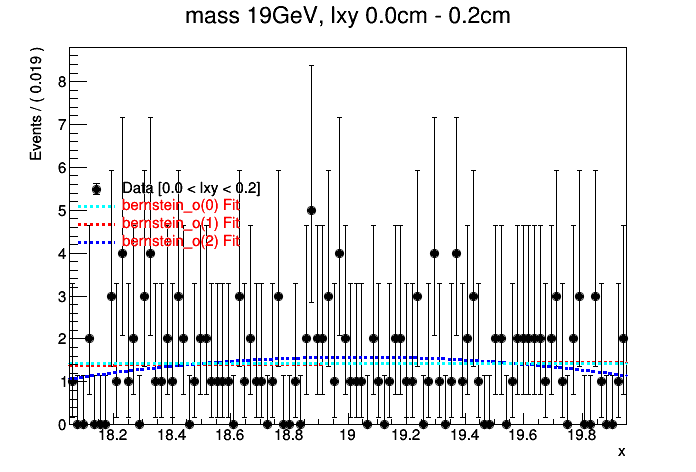 mass 19GeV, lxy 0.0cm - 0.2cm
Events / ( 0.019 )
8
7
6
5
4
3
2
1
0
Data [0.0 < lxy < 0.2]
bernstein_o(0) Fit
bernstein_o(1) Fit
bernstein_o(2) Fit
18.2 18.4 18.6 18.8 19 19.2 19.4 19.6 19.8
x